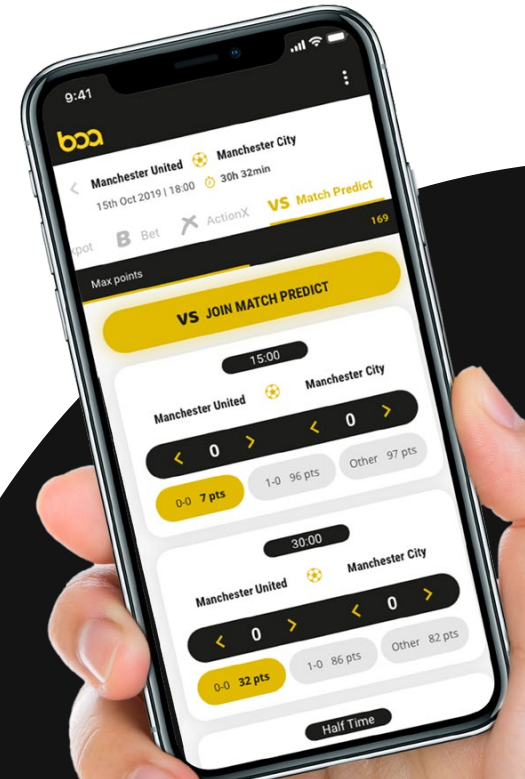 9:41
boa
Manchester United Manchester City
15th Oct 2019 | 18:00 30h 32min
xpot B Bet ActionX VS Match Predict
Max points 169
VS JOIN MATCH PREDICT
15:00
Manchester United Manchester City
< 0 > < 0 >
0-0 7 pts 1-0 96 pts Other 97 pts
30:00
Manchester United Manchester City
< 0 > < 0 >
0-0 32 pts 1-0 86 pts Other 82 pts
Half Time